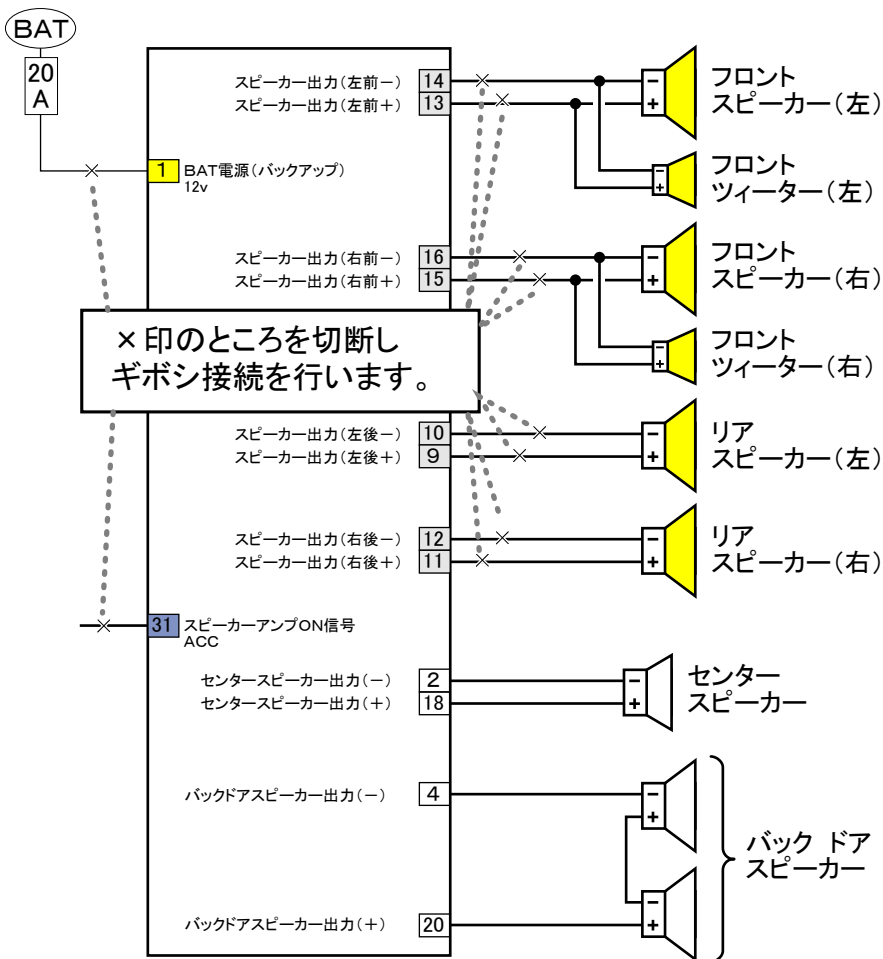 BAT
20
A
スピーカー出力(左前－) 14
スピーカー出力(左前＋) 13
－
＋
フロント
スピーカー(左)
1 BAT電源(バックアップ)
12v
－
＋
フロント
ツィーター(左)
スピーカー出力(右前－) 16
スピーカー出力(右前＋) 15
－
＋
フロント
スピーカー(右)
×印のところを切断し
ギボシ接続を行います。
－
＋
フロント
ツィーター(右)
スピーカー出力(左後－) 10
スピーカー出力(左後＋) 9
－
＋
リア
スピーカー(左)
スピーカー出力(右後－) 12
スピーカー出力(右後＋) 11
－
＋
リア
スピーカー(右)
31 スピーカーアンプON信号
ACC
センタースピーカー出力(－) 2
センタースピーカー出力(＋) 18
－
＋
センター
スピーカー
バックドアスピーカー出力(－) 4
－
＋
バック ドア
スピーカー
バックドアスピーカー出力(＋) 20
－
＋